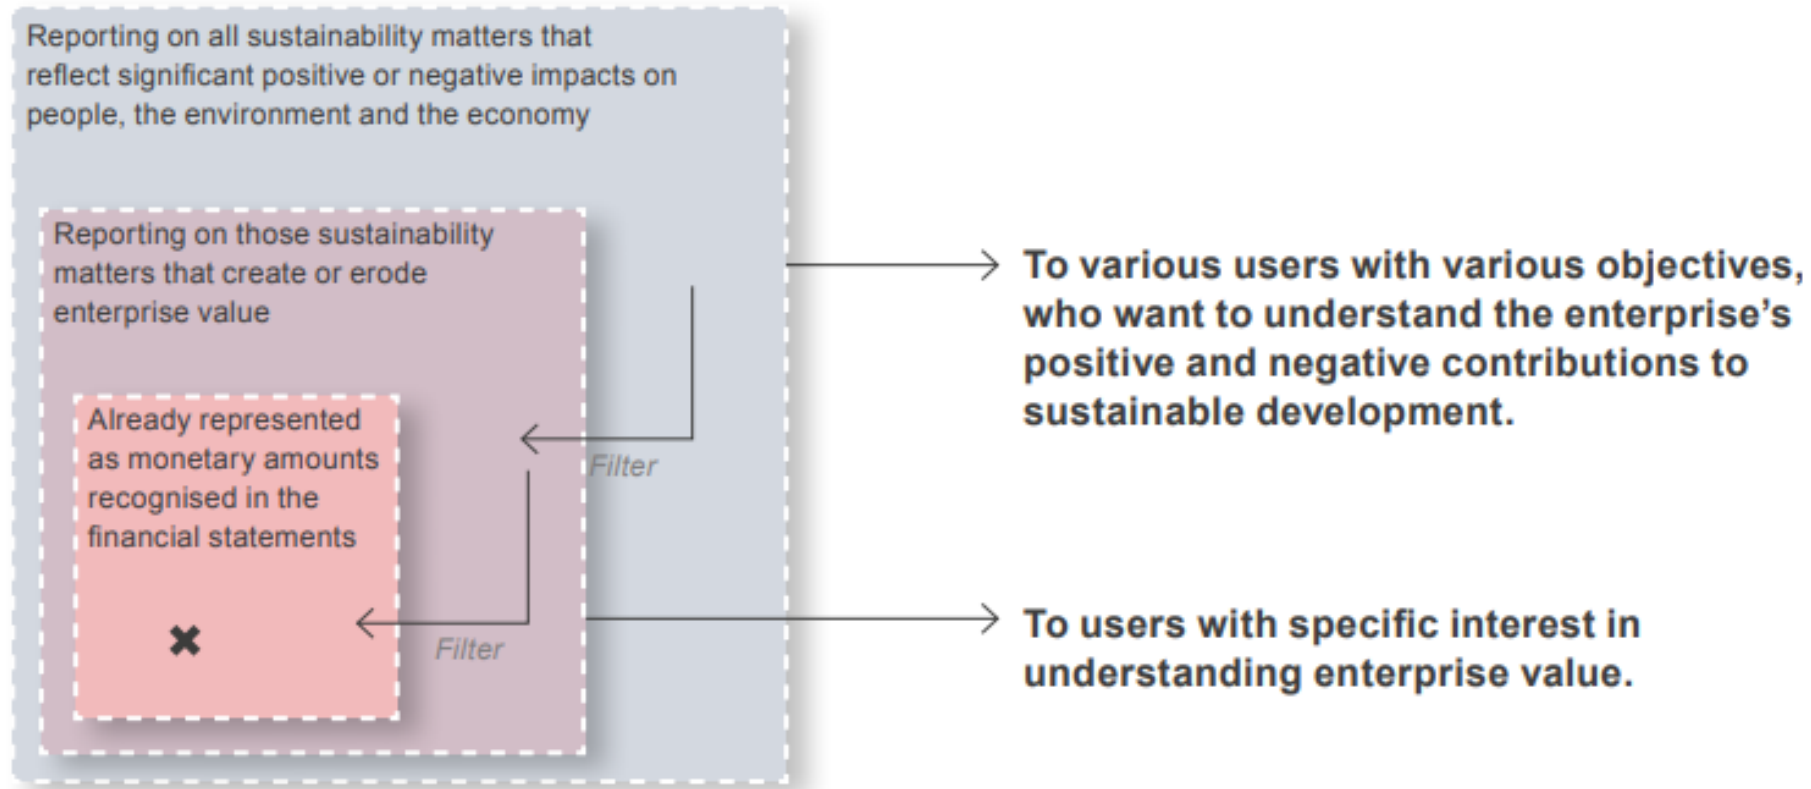 Reporting on all sustainability matters that
reflect significant positive or negative impacts on
people, the environment and the economy
Reporting on those sustainability
matters that create or erode
enterprise value
Already represented
as monetary amounts
recognised in the
financial statements
Filter
Filter
To various users with various objectives,
who want to understand the enterprise’s
positive and negative contributions to
sustainable development.
To users with specific interest in
understanding enterprise value.